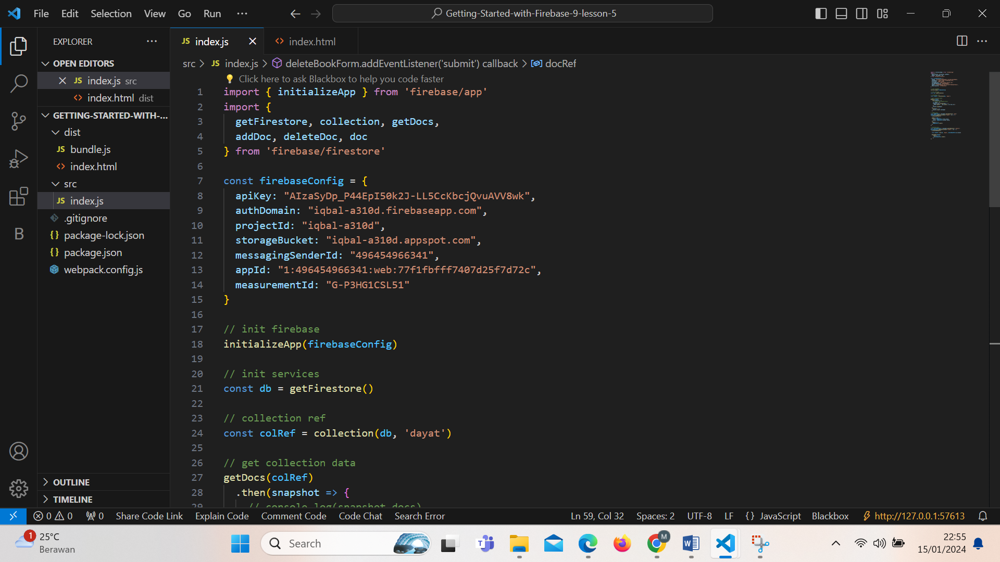 File Edit Selection View Go Run ···
Getting-Started-with-Firebase-9-lesson-5
EXPLORER
OPEN EDITORS
JS index.js src
<> index.html dist
GETTING-STARTED-WITH-...
dist
JS bundle.js
<> index.html
src
JS index.js
.gitignore
{} package-lock.json
{} package.json
webpack.config.js
B
OUTLINE
TIMELINE
JS index.js
<> index.html
src > JS index.js > deleteBookForm.addEventListener('submit') callback > docRef
Click here to ask Blackbox to help you code faster
1 import { initializeApp } from 'firebase/app'
2 import {
3 getFirestore, collection, getDocs,
4 addDoc, deleteDoc, doc
5 } from 'firebase/firestore'
6
7 const firebaseConfig = {
8 apiKey: "AIzaSyDp_P44EpI50k2J-LL5CcKbcjQvuAVV8wk",
9 authDomain: "iqbal-a310d.firebaseapp.com",
10 projectId: "iqbal-a310d",
11 storageBucket: "iqbal-a310d.appspot.com",
12 messagingSenderId: "496454966341",
13 appId: "1:496454966341:web:77f1fbfff7407d25f7d72c",
14 measurementId: "G-P3HG1CSL51"
15 }
16
17 // init firebase
18 initializeApp(firebaseConfig)
19
20 // init services
21 const db = getFirestore()
22
23 // collection ref
24 const colRef = collection(db, 'dayat')
25
26 // get collection data
27 getDocs(colRef)
28 .then(snapshot => {
29 // console.log(snapshot.docs)
0 0 0 Share Code Link Explain Code Comment Code Code Chat Search Error
Ln 59, Col 32 Spaces: 2 UTF-8 LF {} JavaScript Blackbox http://127.0.0.1:57613
1 25°C
Berawan
Search
M
22:55
15/01/2024